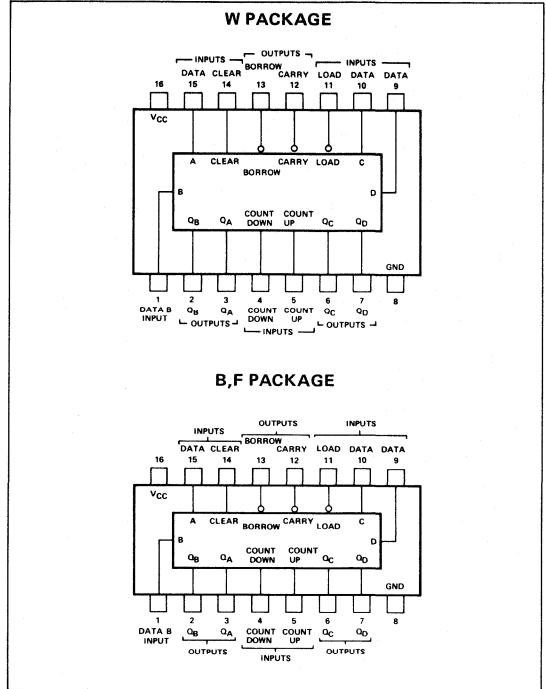 W PACKAGE
OUTPUTS
INPUTS BORROW INPUTS
DATA CLEAR CARRY LOAD DATA DATA
16 15 14 13 12 11 10 9
VCC
A CLEAR CARRY LOAD C
BORROW
B D
QB QA COUNT DOWN COUNT UP QC QD
GND
1 2 3 4 5 6 7 8
DATA B INPUT QB QA COUNT DOWN COUNT UP QC QD
OUTPUTS INPUTS OUTPUTS
B,F PACKAGE
OUTPUTS
INPUTS INPUTS
BORROW
DATA CLEAR CARRY LOAD DATA DATA
16 15 14 13 12 11 10 9
VCC
A CLEAR BORROW CARRY LOAD C
B D
QB QA COUNT DOWN COUNT UP QC QD
GND
1 2 3 4 5 6 7 8
DATA B INPUT QB QA COUNT DOWN COUNT UP QC QD
OUTPUTS INPUTS OUTPUTS